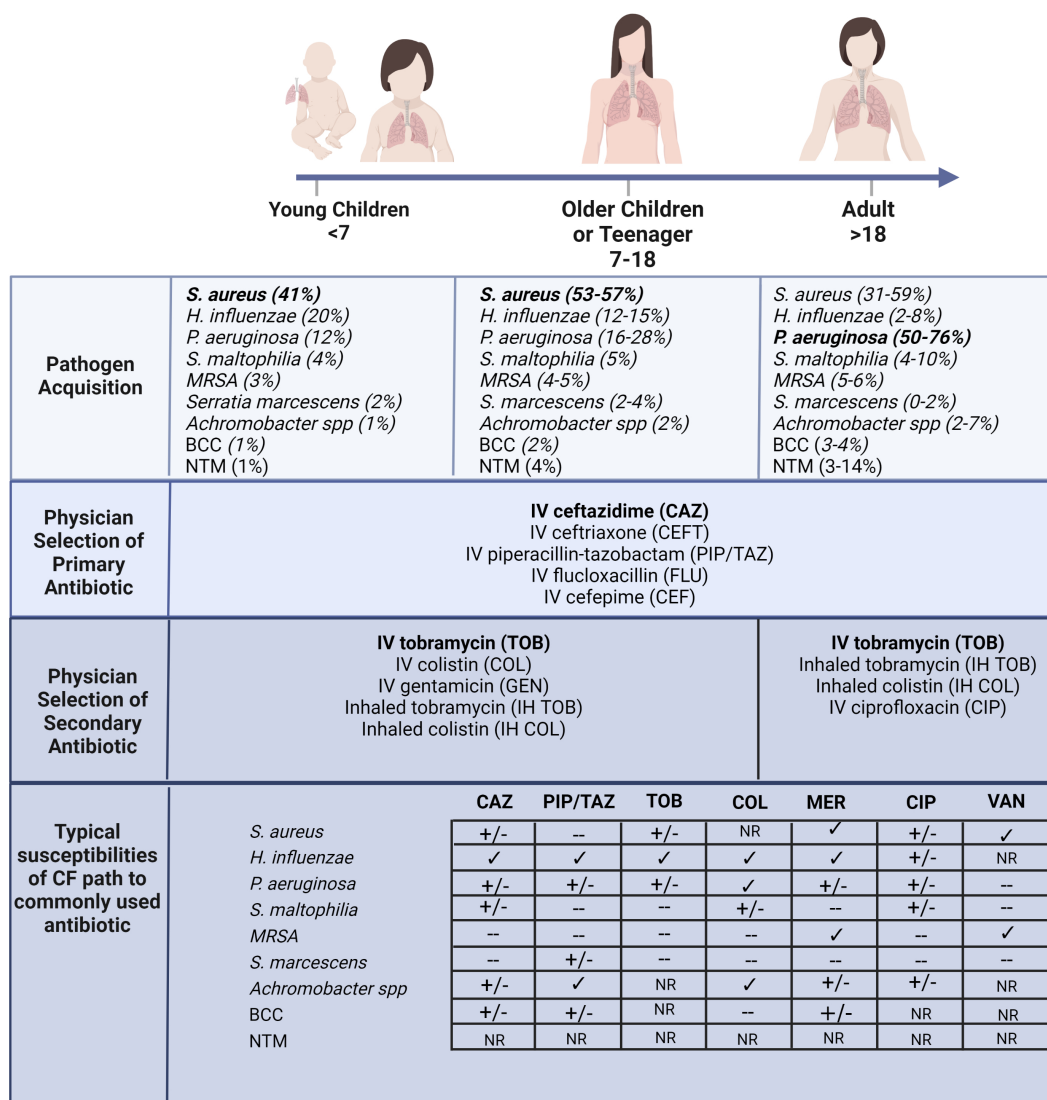 Young Children
<7
Older Children
or Teenager
7-18
Adult
>18
Pathogen
Acquisition
S. aureus (41%)
H. influenzae (20%)
P. aeruginosa (12%)
S. maltophilia (4%)
MRSA (3%)
Serratia marcescens (2%)
Achromobacter spp (1%)
BCC (1%)
NTM (1%)
S. aureus (53-57%)
H. influenzae (12-15%)
P. aeruginosa (16-28%)
S. maltophilia (5%)
MRSA (4-5%)
S. marcescens (2-4%)
Achromobacter spp (2%)
BCC (2%)
NTM (4%)
S. aureus (31-59%)
H. influenzae (2-8%)
P. aeruginosa (50-76%)
S. maltophilia (4-10%)
MRSA (5-6%)
S. marcescens (0-2%)
Achromobacter spp (2-7%)
BCC (3-4%)
NTM (3-14%)
Physician
Selection of
Primary
Antibiotic
IV ceftazidime (CAZ)
IV ceftriaxone (CEFT)
IV piperacillin-tazobactam (PIP/TAZ)
IV flucloxacillin (FLU)
IV cefepime (CEF)
Physician
Selection of
Secondary
Antibiotic
IV tobramycin (TOB)
IV colistin (COL)
IV gentamicin (GEN)
Inhaled tobramycin (IH TOB)
Inhaled colistin (IH COL)
IV tobramycin (TOB)
Inhaled tobramycin (IH TOB)
Inhaled colistin (IH COL)
IV ciprofloxacin (CIP)
Typical
susceptibilities
of CF path to
commonly used
antibiotic
CAZ PIP/TAZ TOB COL MER CIP VAN
S. aureus +/- -- +/- NR ✓ +/- ✓
H. influenzae ✓ ✓ ✓ ✓ ✓ +/- NR
P. aeruginosa +/- +/- +/- ✓ +/- +/- --
S. maltophilia +/- -- -- +/- -- +/- --
MRSA -- -- -- -- ✓ -- ✓
S. marcescens -- +/- -- -- -- -- --
Achromobacter spp +/- ✓ NR ✓ +/- +/- NR
BCC +/- +/- NR -- +/- NR NR
NTM NR NR NR NR NR NR NR